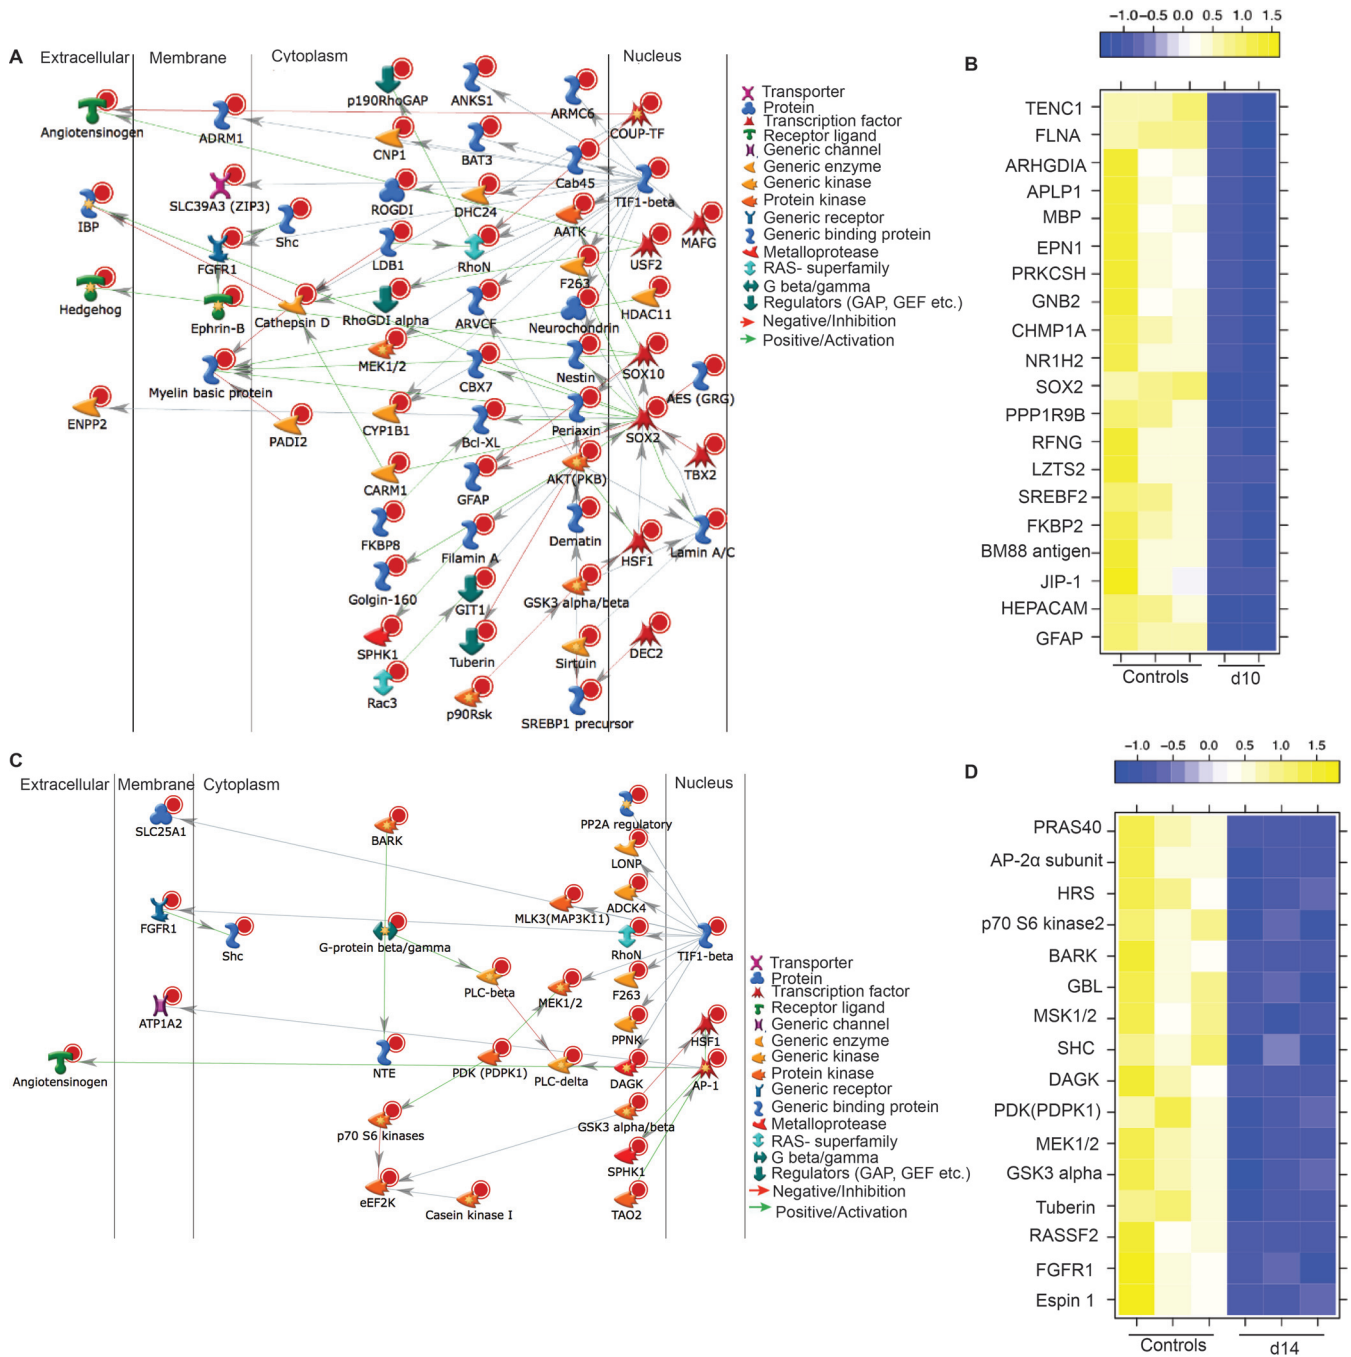 A
Extracellular
Membrane
Cytoplasm
Nucleus
Angiotensinogen
ADRM1
p190RhoGAP
ANKS1
ARMC6
COUP-TF
CNP1
BAT3
Cab45
TIF1-beta
IBP
SLC39A3 (ZIP3)
Shc
ROGDI
DHC24
AATK
MAFG
FGFR1
LDB1
RhoN
F263
USF2
Hedgehog
Ephrin-B
Cathepsin D
RhoGDI alpha
ARVCF
Neurochondrin
HDAC11
Myelin basic protein
MEK1/2
CBX7
Nestin
SOX10
AES (GRG)
ENPP2
PADI2
CYP1B1
Bcl-XL
Periaxin
SOX2
CARM1
GFAP
AKT(PKB)
TBX2
FKBP8
Filamin A
Dematin
HSF1
Lamin A/C
Golgin-160
GIT1
GSK3 alpha/beta
SPHK1
Tuberin
Sirtuin
DEC2
Rac3
p90Rsk
SREBP1 precursor
Transporter
Protein
Transcription factor
Receptor ligand
Generic channel
Generic enzyme
Generic kinase
Protein kinase
Generic receptor
Generic binding protein
Metalloprotease
RAS- superfamily
G beta/gamma
Regulators (GAP, GEF etc.)
Negative/Inhibition
Positive/Activation
B
−1.0 −0.5 0.0 0.5 1.0 1.5
TENC1
FLNA
ARHGDIA
APLP1
MBP
EPN1
PRKCSH
GNB2
CHMP1A
NR1H2
SOX2
PPP1R9B
RFNG
LZTS2
SREBF2
FKBP2
BM88 antigen
JIP-1
HEPACAM
GFAP
Controls
d10
C
Extracellular
Membrane
Cytoplasm
Nucleus
SLC25A1
BARK
PP2A regulatory
LONP
ADCK4
MLK3(MAP3K11)
FGFR1
Shc
G-protein beta/gamma
RhoN
TIF1-beta
PLC-beta
MEK1/2
F263
ATP1A2
PPNK
HSF1
Angiotensinogen
NTE
PDK (PDPK1)
PLC-delta
DAGK
AP-1
p70 S6 kinases
GSK3 alpha/beta
SPHK1
eEF2K
Casein kinase I
TAO2
Transporter
Protein
Transcription factor
Receptor ligand
Generic channel
Generic enzyme
Generic kinase
Protein kinase
Generic receptor
Generic binding protein
Metalloprotease
RAS- superfamily
G beta/gamma
Regulators (GAP, GEF etc.)
Negative/Inhibition
Positive/Activation
D
−1.0 −0.5 0.0 0.5 1.0 1.5
PRAS40
AP-2α subunit
HRS
p70 S6 kinase2
BARK
GBL
MSK1/2
SHC
DAGK
PDK(PDPK1)
MEK1/2
GSK3 alpha
Tuberin
RASSF2
FGFR1
Espin 1
Controls
d14